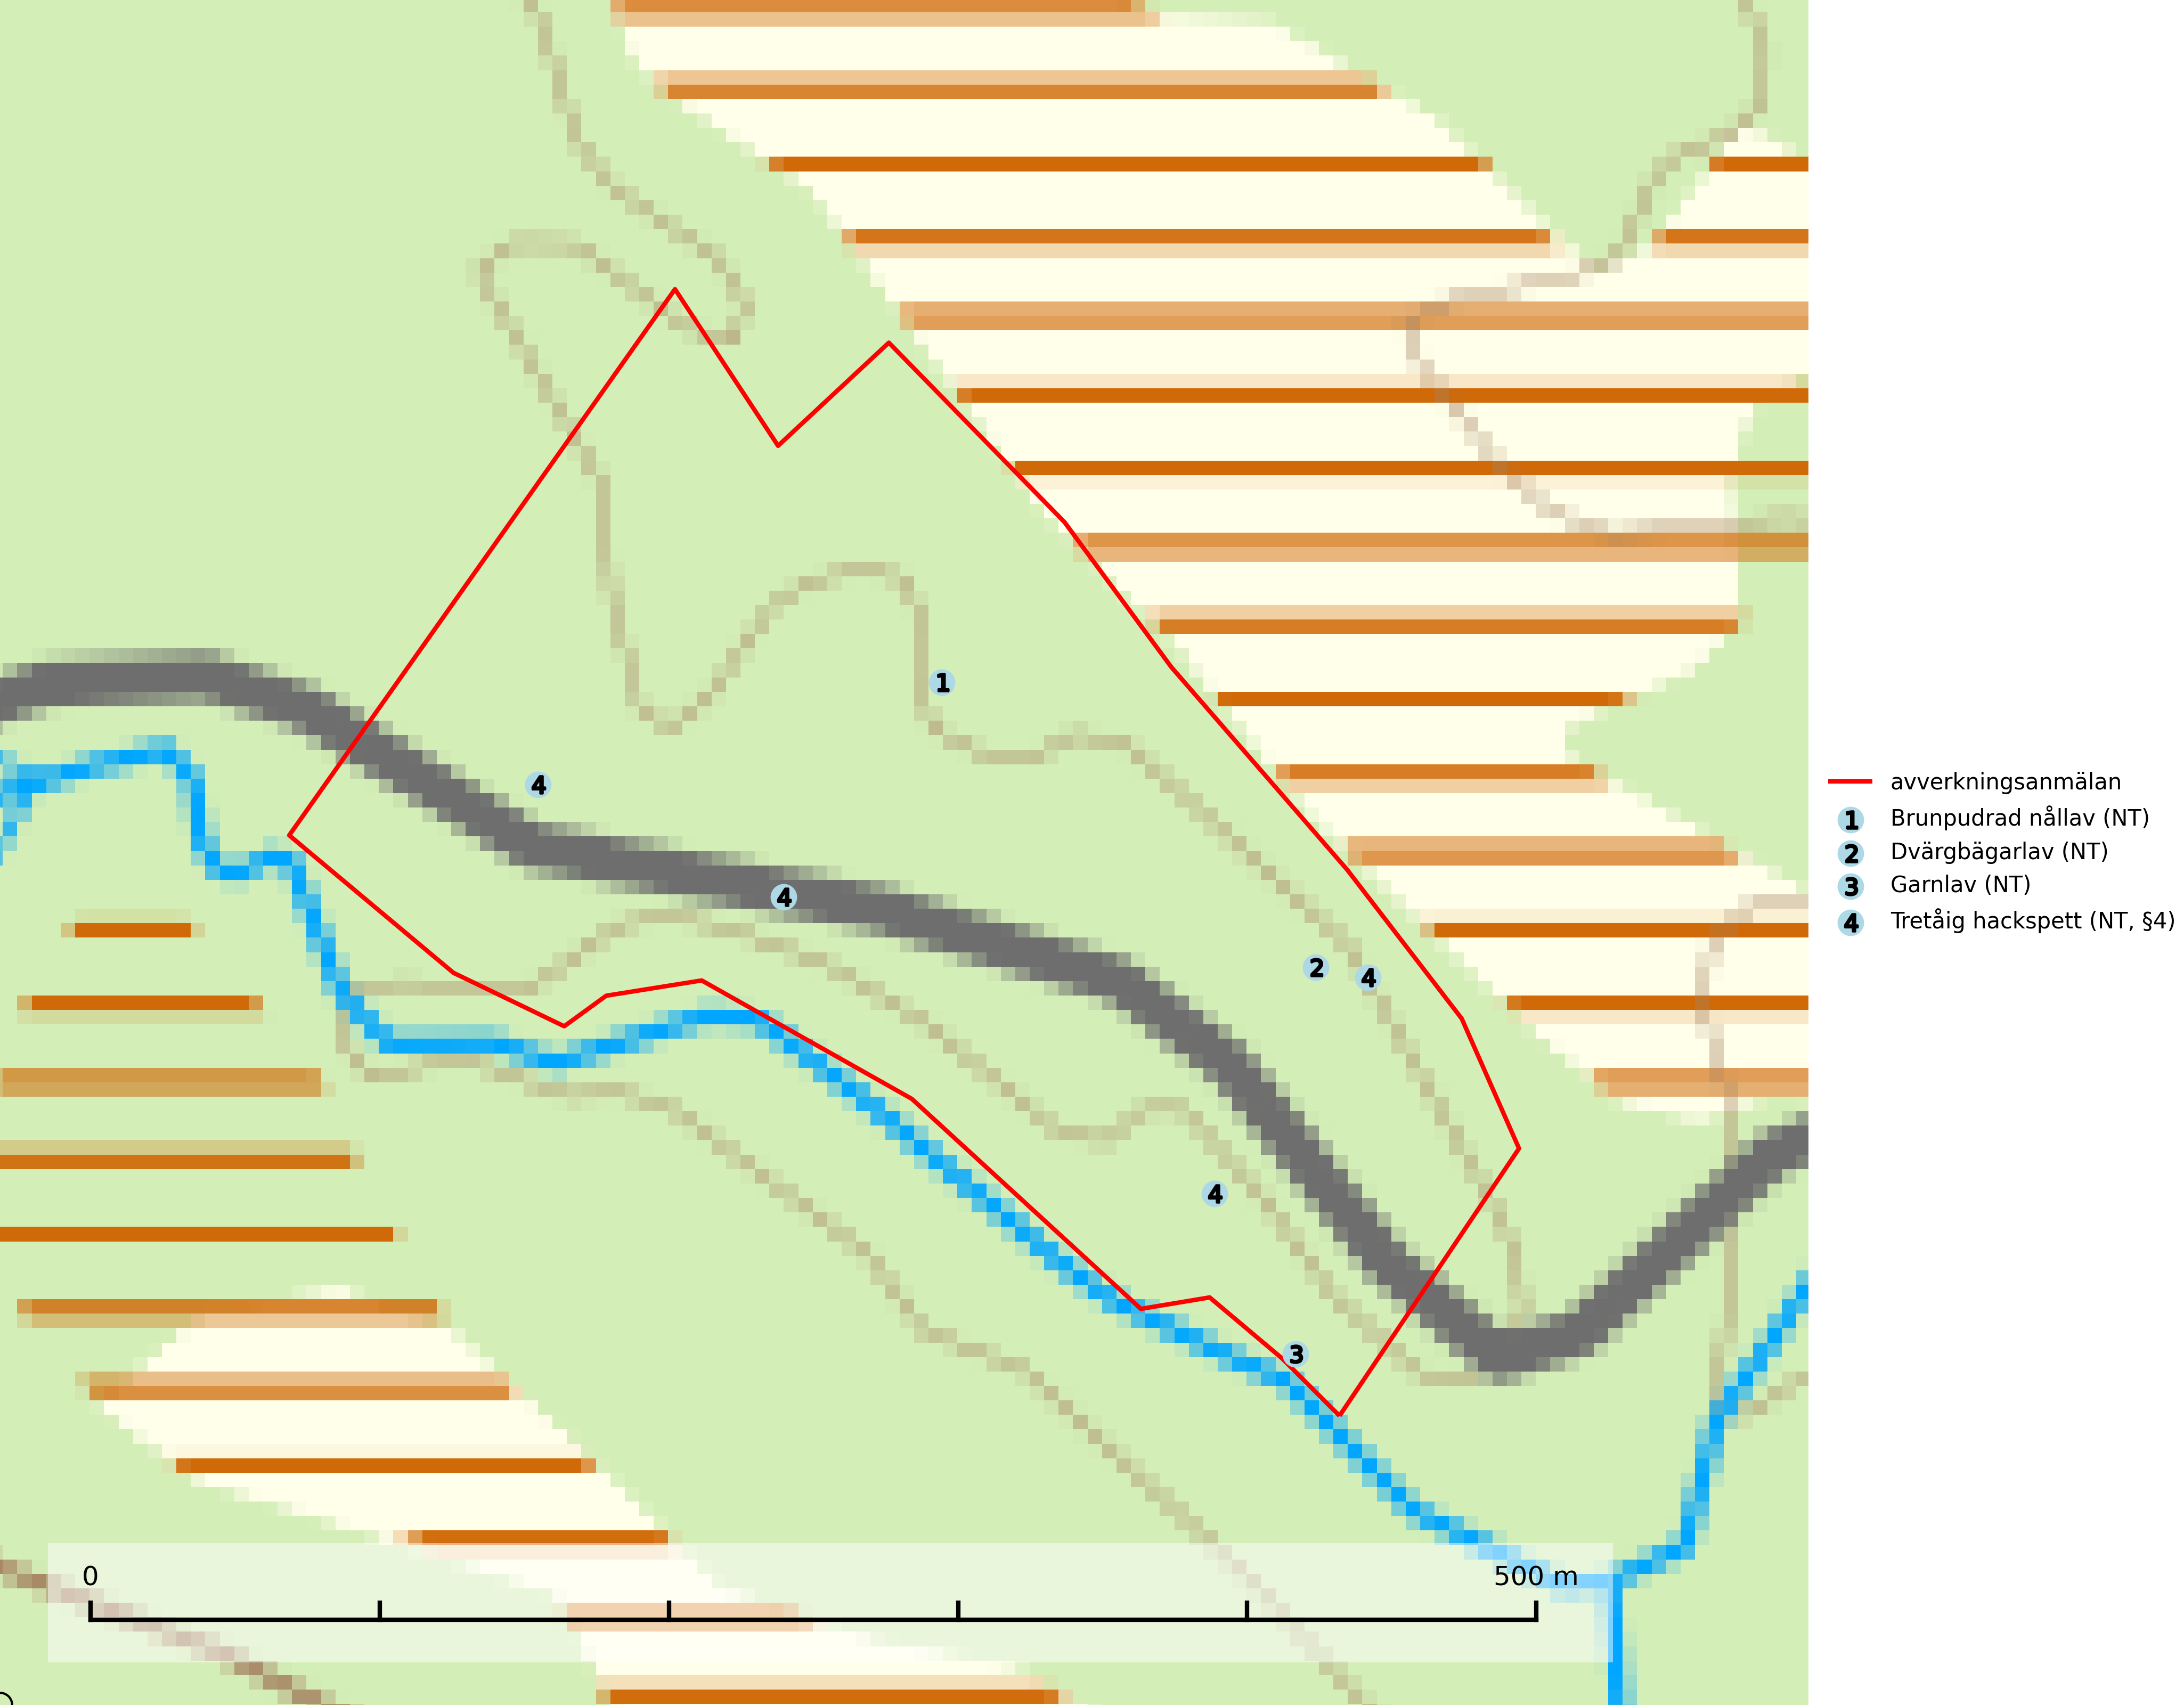 1
4
4
2
4
4
3
0
500 m
avverkningsanmälan
1 Brunpudrad nållav (NT)
2 Dvärgbägarlav (NT)
3 Garnlav (NT)
4 Tretåig hackspett (NT, §4)